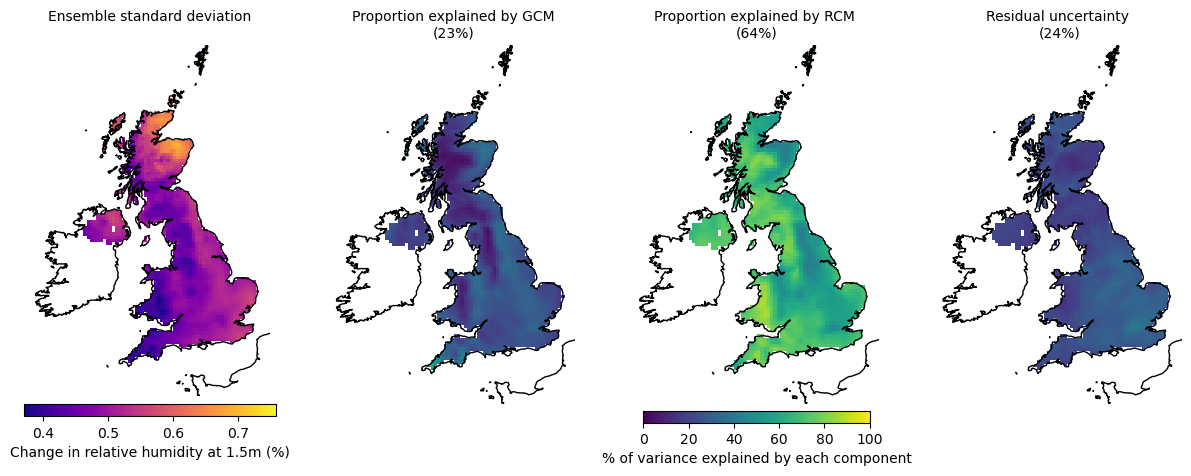 Ensemble standard deviation
Proportion explained by GCM
(23%)
Proportion explained by RCM
(64%)
Residual uncertainty
(24%)
0.4 0.5 0.6 0.7
Change in relative humidity at 1.5m (%)
0 20 40 60 80 100
% of variance explained by each component